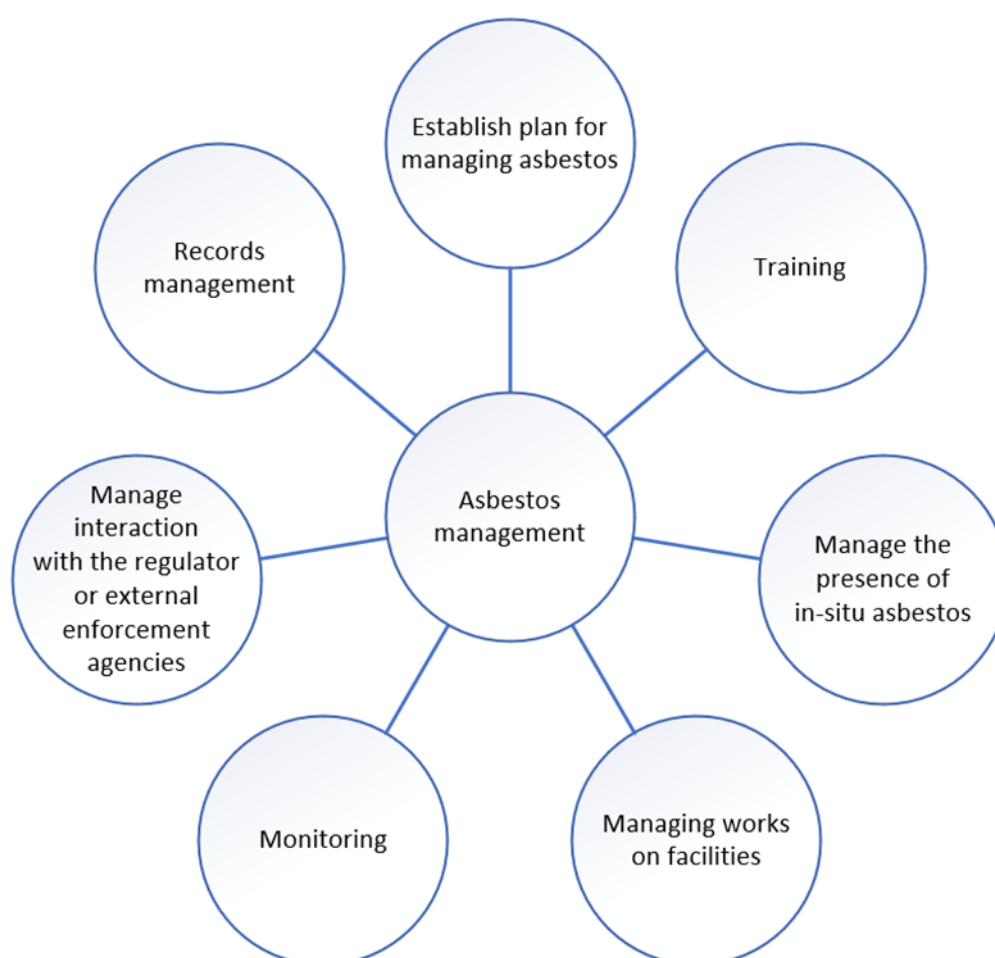 Establish plan for
managing asbestos
Training
Manage the
presence of
in-situ asbestos
Managing works
on facilities
Monitoring
Manage
interaction
with the regulator
or external
enforcement
agencies
Records
management
Asbestos
management